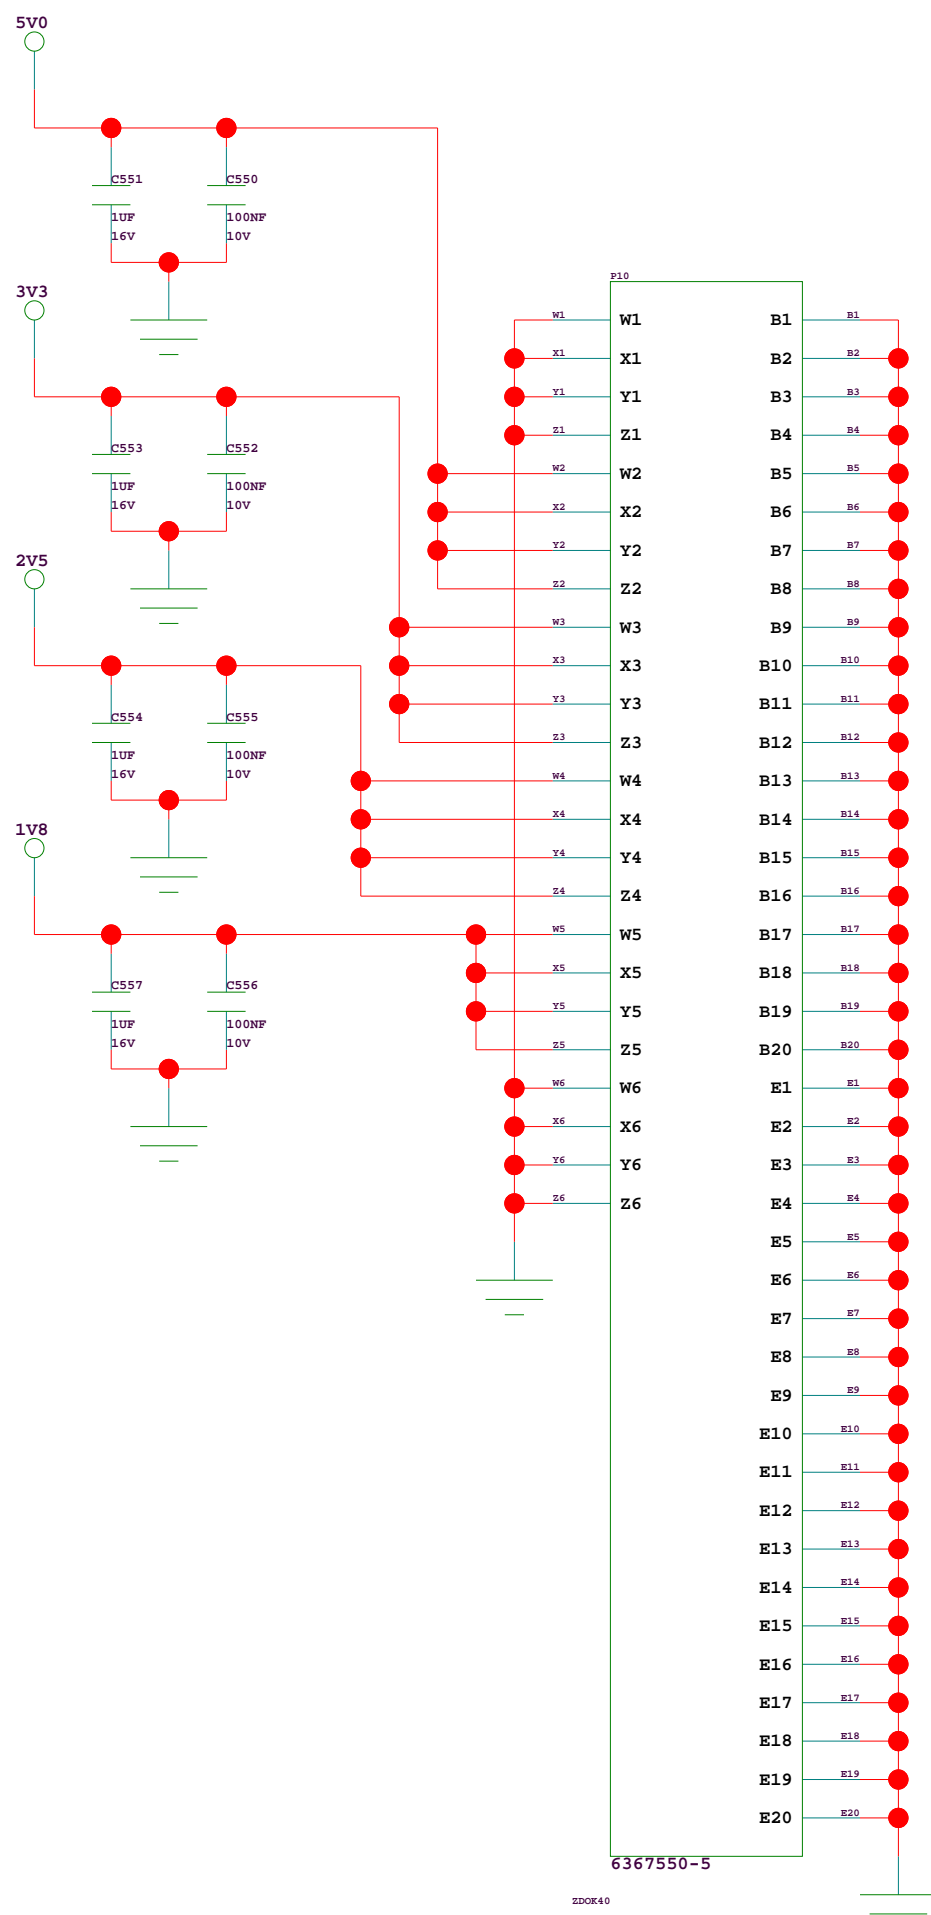 5V0
C551 C550
1UF 100NF
16V 10V
3V3
P10
W1 W1 B1 B1
X1 X1 B2 B2
Y1 Y1 B3 B3
Z1 Z1 B4 B4
C553 C552
W2 W2 B5 B5
1UF 100NF
16V 10V
X2 X2 B6 B6
Y2 Y2 B7 B7
2V5
Z2 Z2 B8 B8
W3 W3 B9 B9
X3 X3 B10 B10
Y3 Y3 B11 B11
C554 C555
Z3 Z3 B12 B12
1UF 100NF
16V 10V
W4 W4 B13 B13
X4 X4 B14 B14
1V8
Y4 Y4 B15 B15
Z4 Z4 B16 B16
W5 W5 B17 B17
X5 X5 B18 B18
C557 C556
Y5 Y5 B19 B19
1UF 100NF
16V 10V
Z5 Z5 B20 B20
W6 W6 E1 E1
X6 X6 E2 E2
Y6 Y6 E3 E3
Z6 Z6 E4 E4
E5 E5
E6 E6
E7 E7
E8 E8
E9 E9
E10 E10
E11 E11
E12 E12
E13 E13
E14 E14
E15 E15
E16 E16
E17 E17
E18 E18
E19 E19
E20 E20
6367550-5
ZDOK40